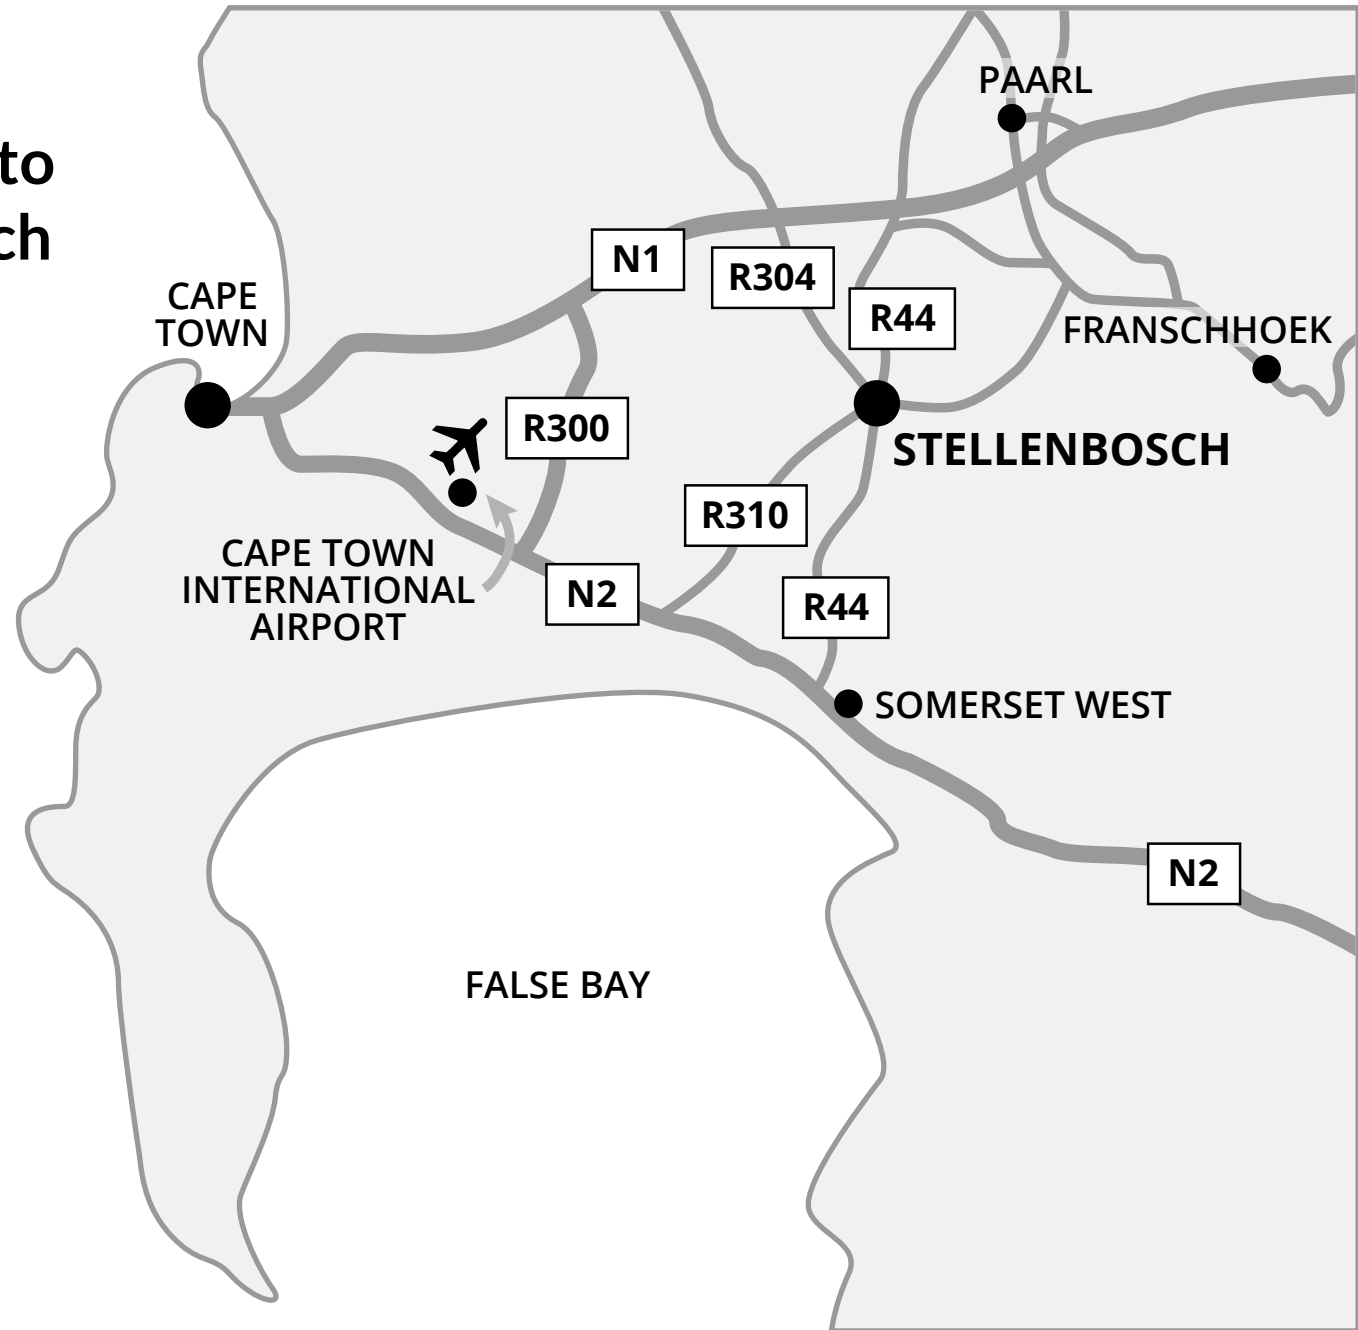 to
ch
PAARL
N1
R304
CAPE
TOWN
R44
FRANSCHHOEK
R300
STELLENBOSCH
R310
CAPE TOWN
INTERNATIONAL
AIRPORT
N2
R44
SOMERSET WEST
N2
FALSE BAY